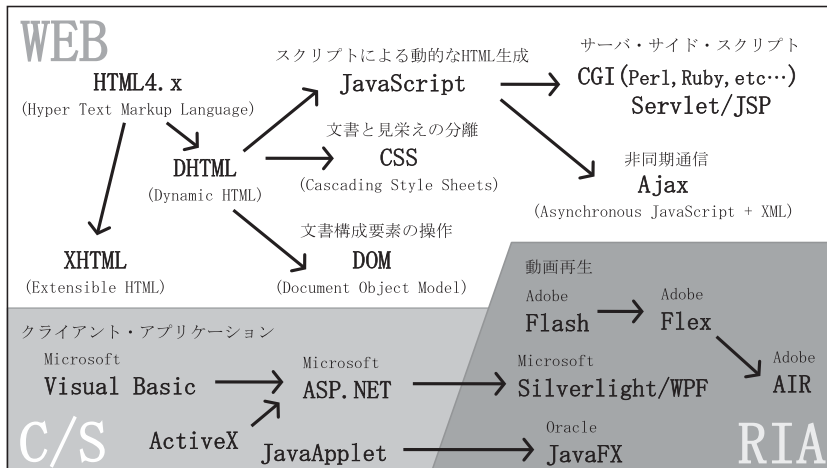 WEB
HTML4.x
(Hyper Text Markup Language)
スクリプトによる動的なHTML生成
JavaScript
サーバ・サイド・スクリプト
CGI(Perl,Ruby,etc…)
Servlet/JSP
DHTML
(Dynamic HTML)
文書と見栄えの分離
CSS
(Cascading Style Sheets)
非同期通信
Ajax
(Asynchronous JavaScript + XML)
XHTML
(Extensible HTML)
文書構成要素の操作
DOM
(Document Object Model)
動画再生
Adobe
Flash
Adobe
Flex
Adobe
AIR
クライアント・アプリケーション
Microsoft
Visual Basic
Microsoft
ASP.NET
Microsoft
Silverlight/WPF
ActiveX
JavaApplet
Oracle
JavaFX
C/S
RIA